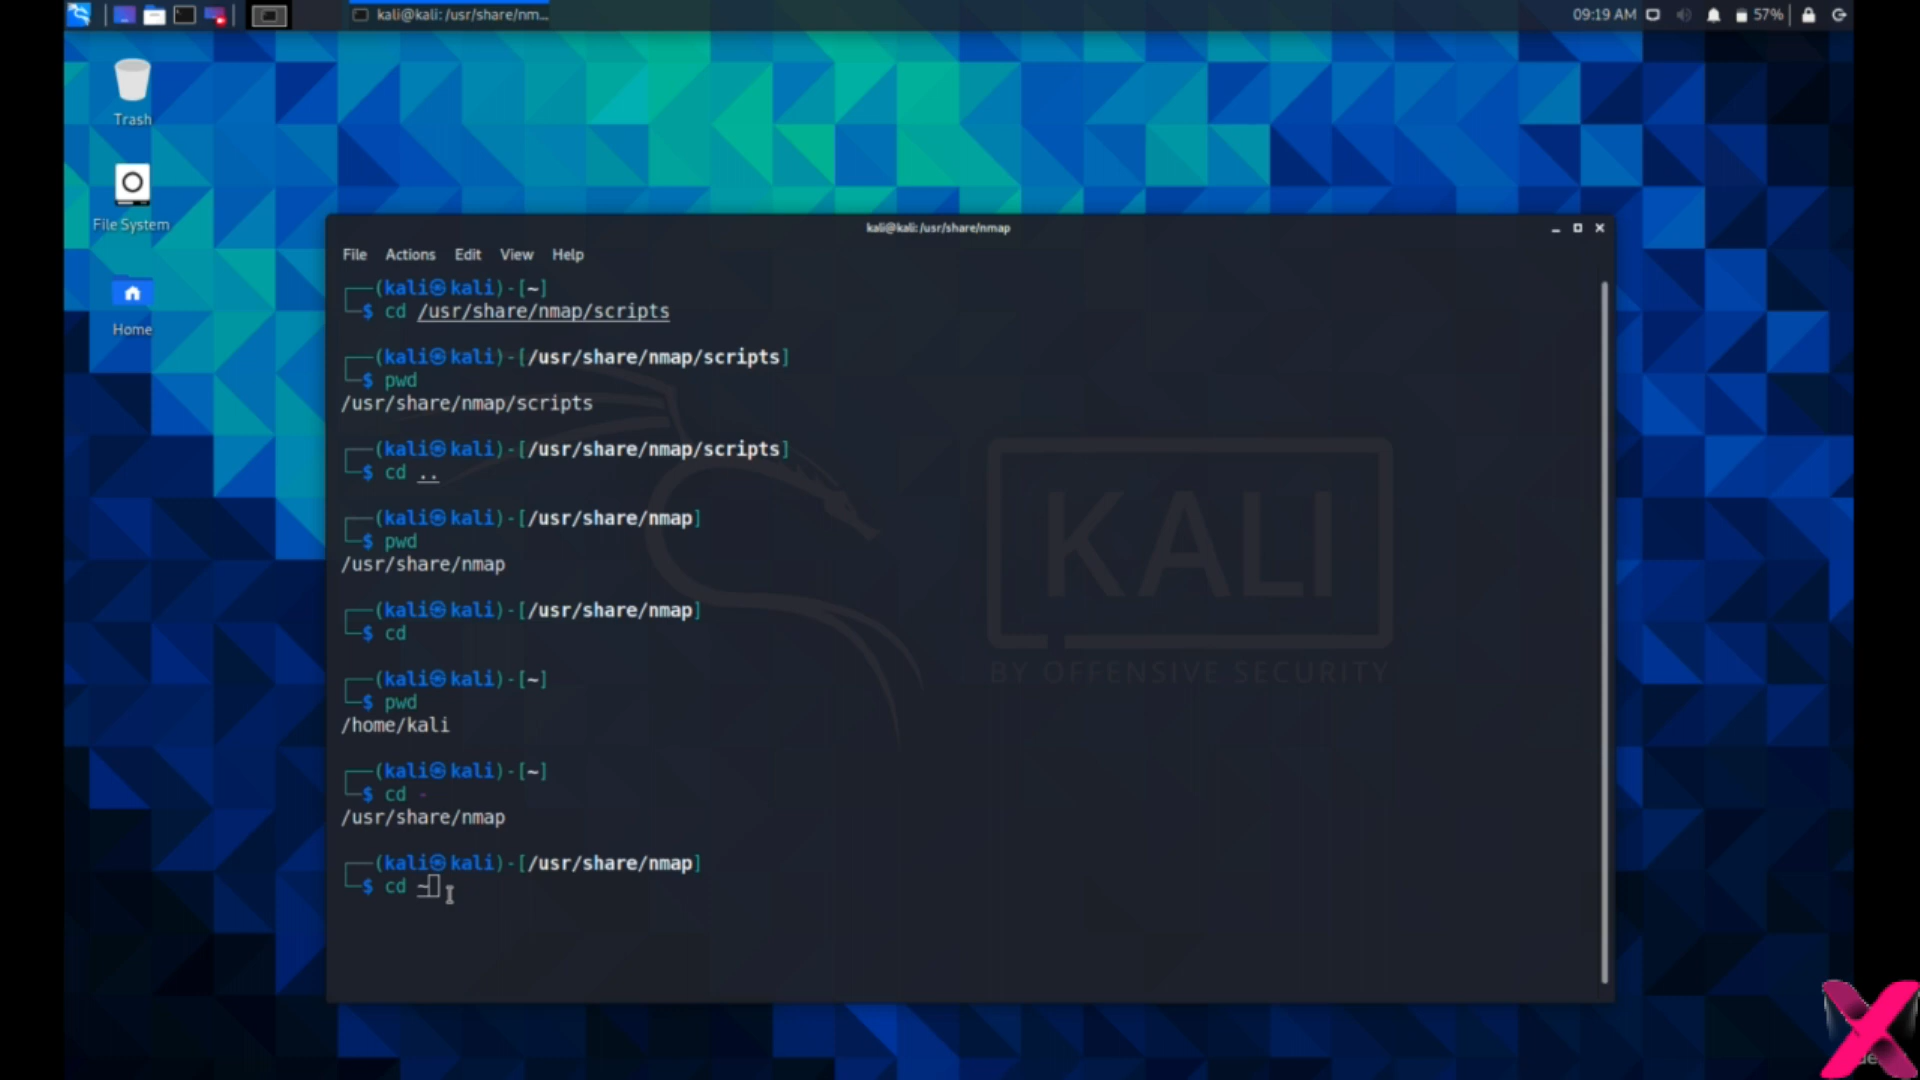 kali@kali: /usr/share/nm...
09:19 AM
57%
Trash
File System
Home
kali@kali: /usr/share/nmap
File Actions Edit View Help
┌──(kali㉿kali)-[~]
└─$ cd /usr/share/nmap/scripts
┌──(kali㉿kali)-[/usr/share/nmap/scripts]
└─$ pwd
/usr/share/nmap/scripts
┌──(kali㉿kali)-[/usr/share/nmap/scripts]
└─$ cd ..
┌──(kali㉿kali)-[/usr/share/nmap]
└─$ pwd
/usr/share/nmap
┌──(kali㉿kali)-[/usr/share/nmap]
└─$ cd
┌──(kali㉿kali)-[~]
└─$ pwd
/home/kali
┌──(kali㉿kali)-[~]
└─$ cd -
/usr/share/nmap
┌──(kali㉿kali)-[/usr/share/nmap]
└─$ cd ~
KALI
BY OFFENSIVE SECURITY
X